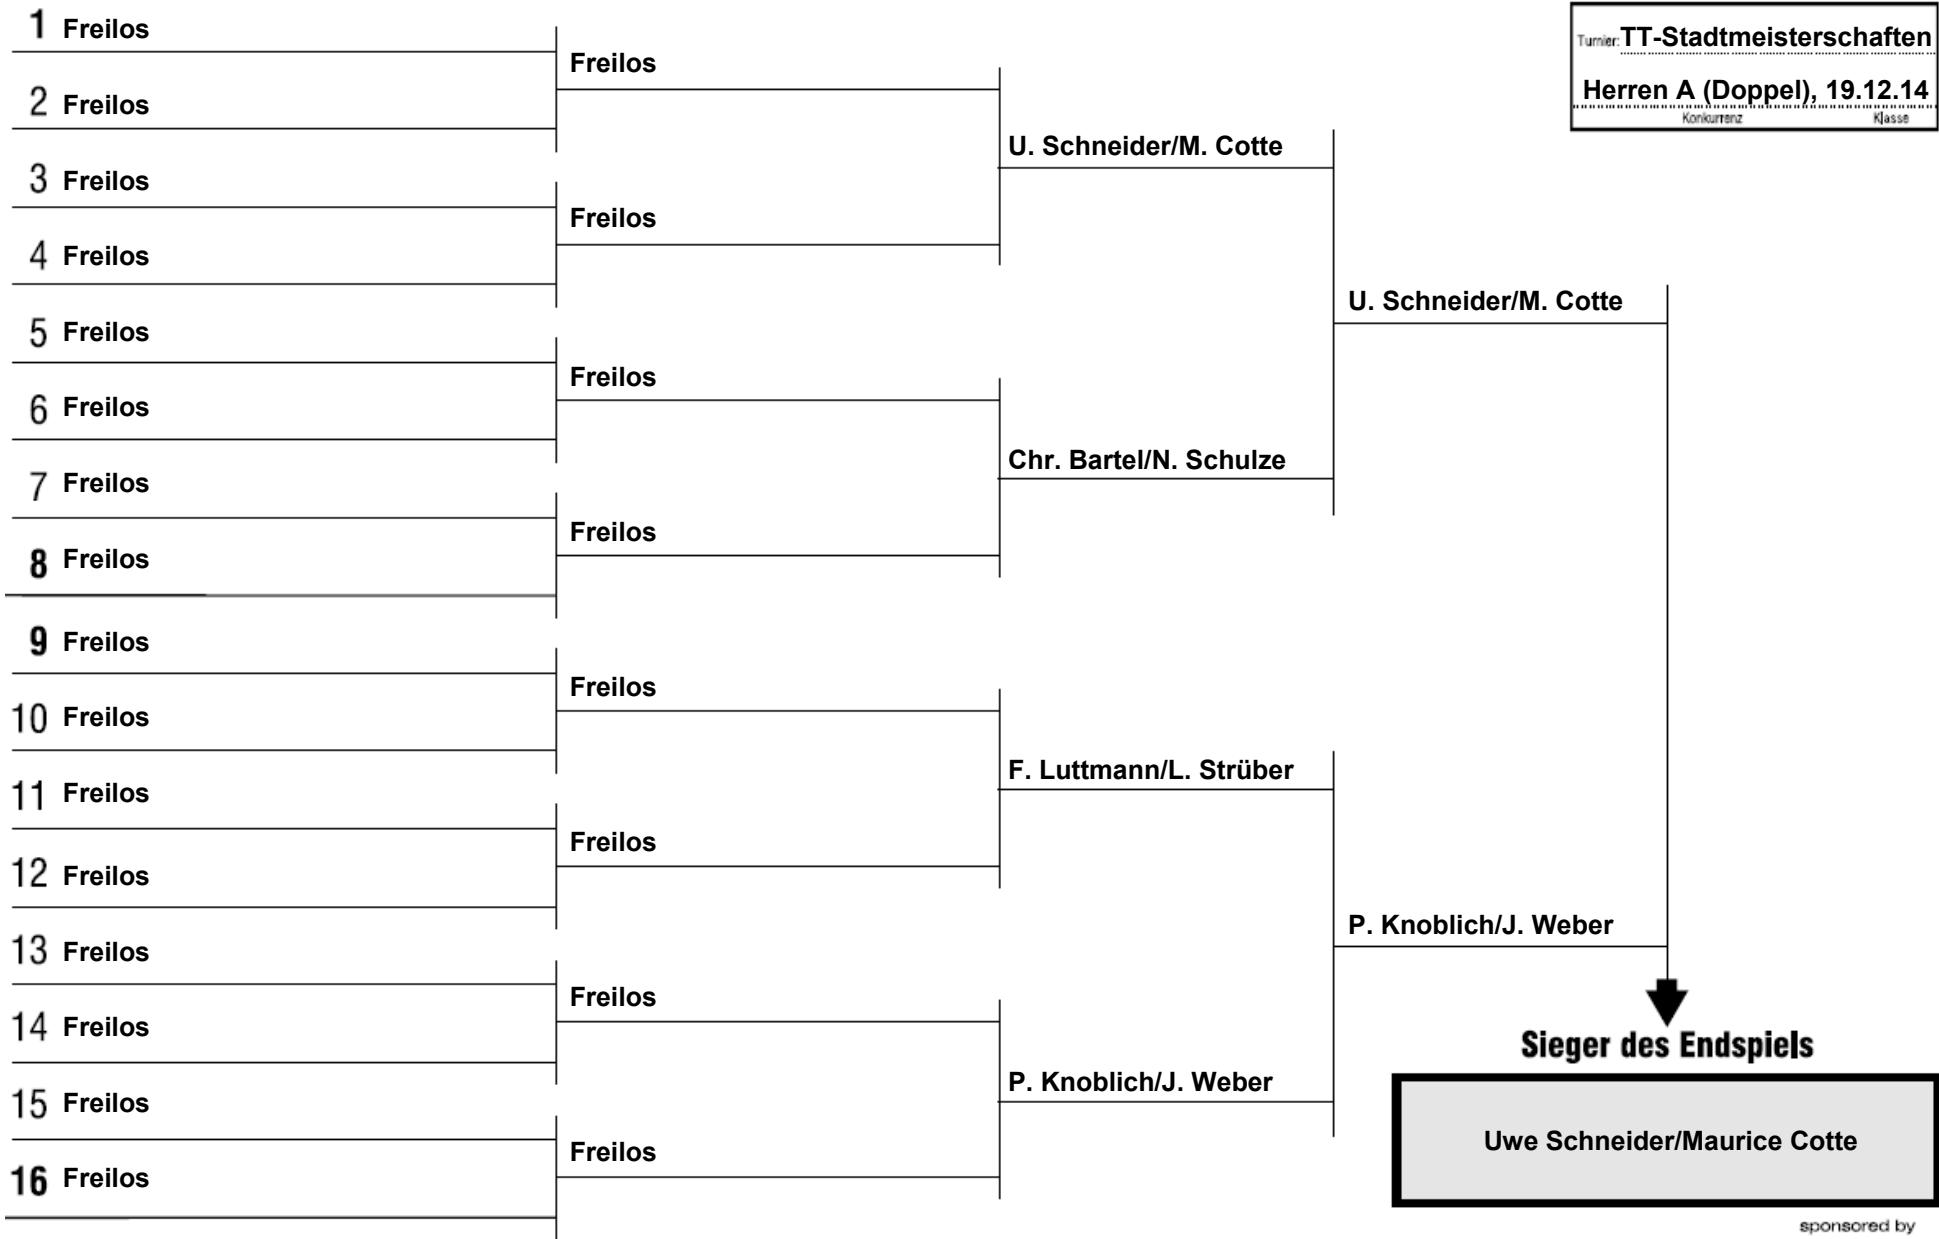 1 Freilos
2 Freilos
3 Freilos
4 Freilos
5 Freilos
6 Freilos
7 Freilos
8 Freilos
9 Freilos
10 Freilos
11 Freilos
12 Freilos
13 Freilos
14 Freilos
15 Freilos
16 Freilos
Freilos
Freilos
Freilos
Freilos
Freilos
Freilos
Freilos
Freilos
U. Schneider/M. Cotte
Chr. Bartel/N. Schulze
F. Luttmann/L. Strüber
P. Knoblich/J. Weber
U. Schneider/M. Cotte
P. Knoblich/J. Weber
Turnier: TT-Stadtmeisterschaften
Herren A (Doppel), 19.12.14
Konkurrenz Klasse
Sieger des Endspiels
Uwe Schneider/Maurice Cotte
sponsored by